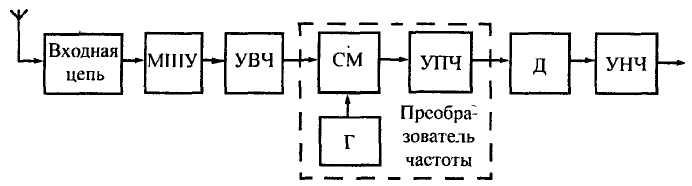 Входная
цепь
МШУ
УВЧ
СМ
УПЧ
Д
УНЧ
Г
Преобра-
зователь
частоты